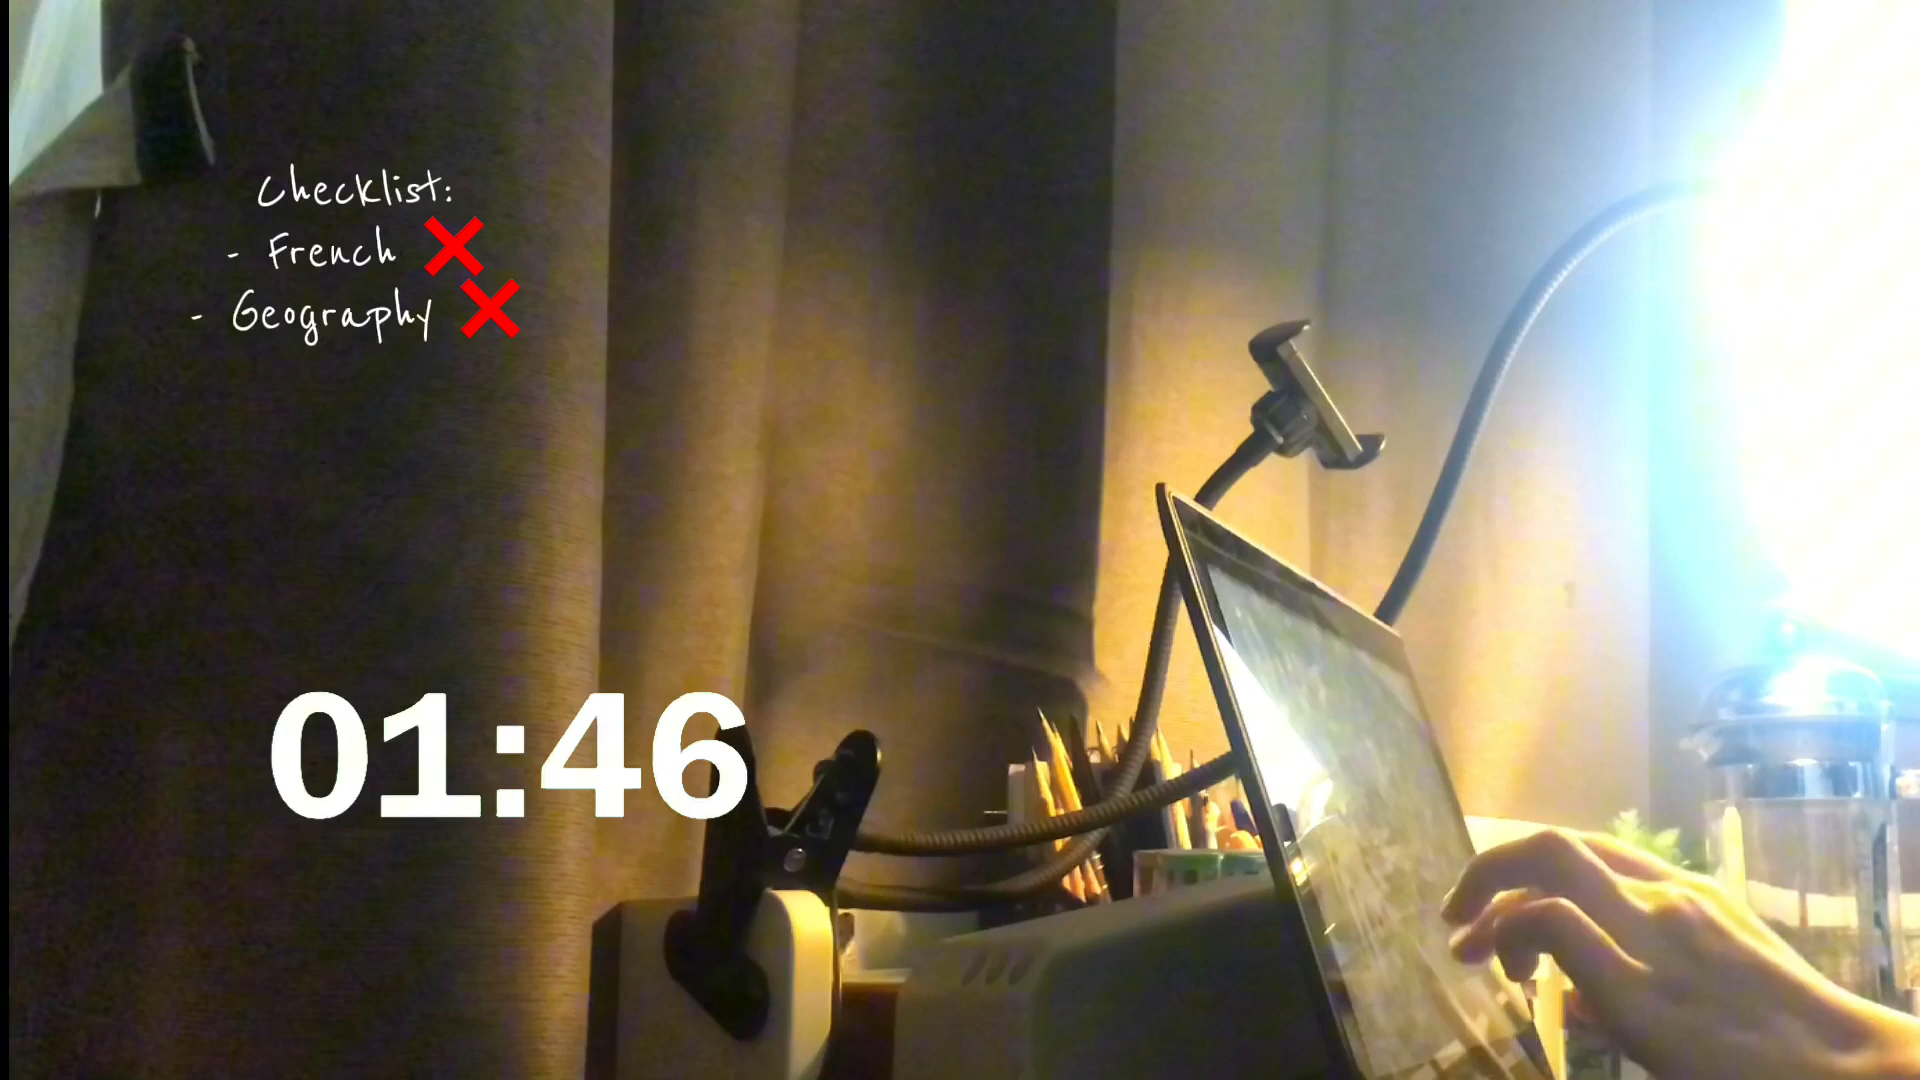 Checklist:
- French ❌
- Geography ❌
01:46